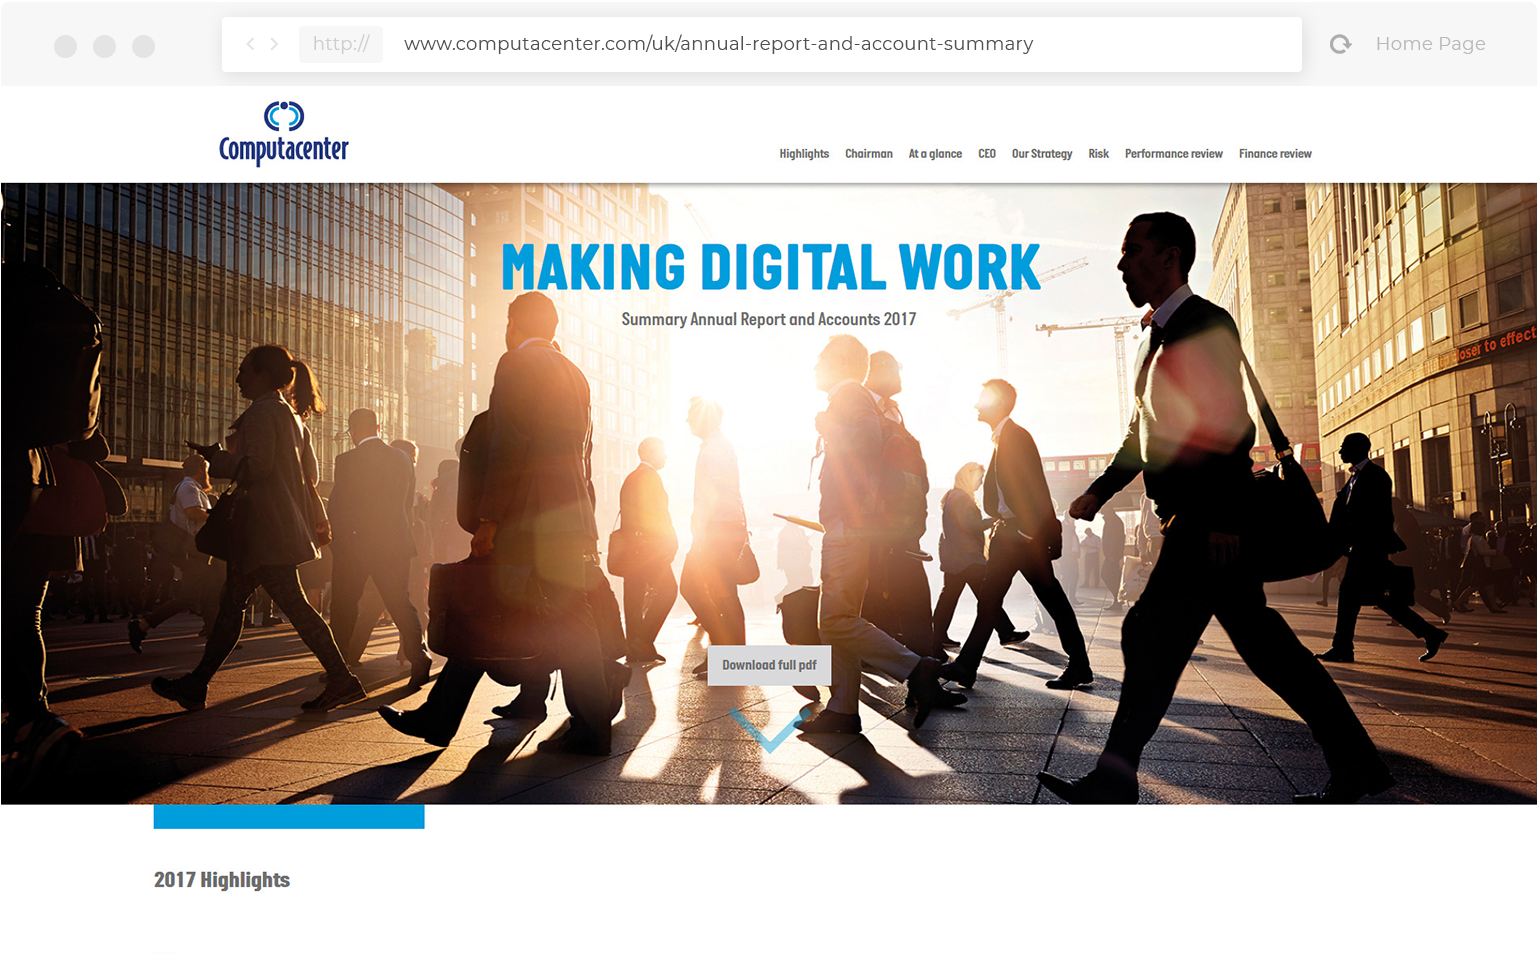 http://
www.computacenter.com/uk/annual-report-and-account-summary
Home Page
Computacenter
Highlights Chairman At a glance CEO Our Strategy Risk Performance review Finance review
MAKING DIGITAL WORK
Summary Annual Report and Accounts 2017
closer to effect
Download full pdf
2017 Highlights